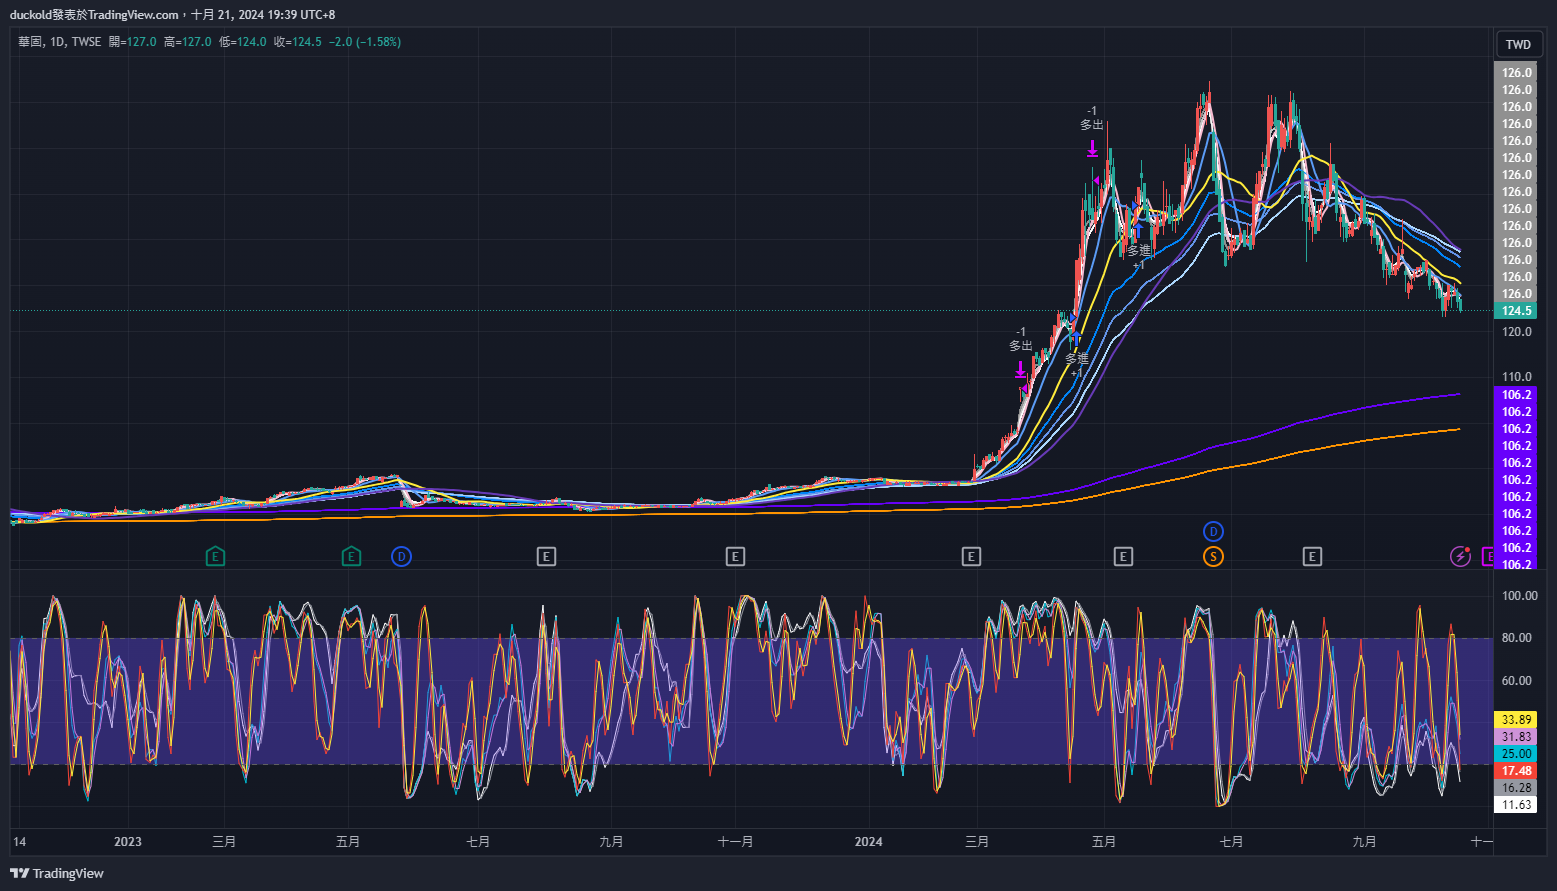 duckold發表於TradingView.com，十月 21, 2024 19:39 UTC+8
華固, 1D, TWSE 開=127.0 高=127.0 低=124.0 收=124.5 −2.0 (−1.58%)
TWD
126.0
126.0
126.0
126.0
126.0
126.0
126.0
126.0
126.0
126.0
126.0
126.0
126.0
126.0
124.5
120.0
110.0
106.2
106.2
106.2
106.2
106.2
106.2
106.2
106.2
106.2
106.2
106.2
-1
多出
多進
+1
-1
多出
多進
+1
D
E
E
D
E
E
E
E
S
E
E
100.00
80.00
60.00
33.89
31.83
25.00
17.48
16.28
11.63
14
2023
三月
五月
七月
九月
十一月
2024
三月
五月
七月
九月
十一
TradingView